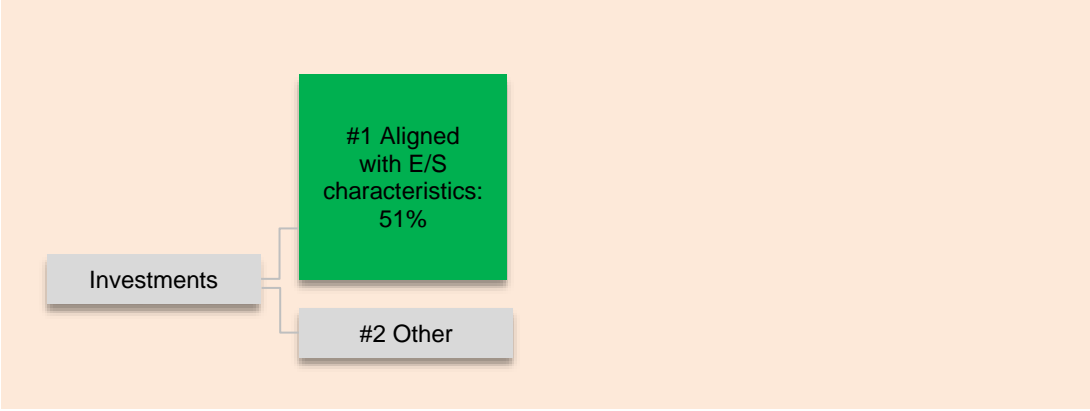 #1 Aligned
with E/S
characteristics:
51%
Investments
#2 Other